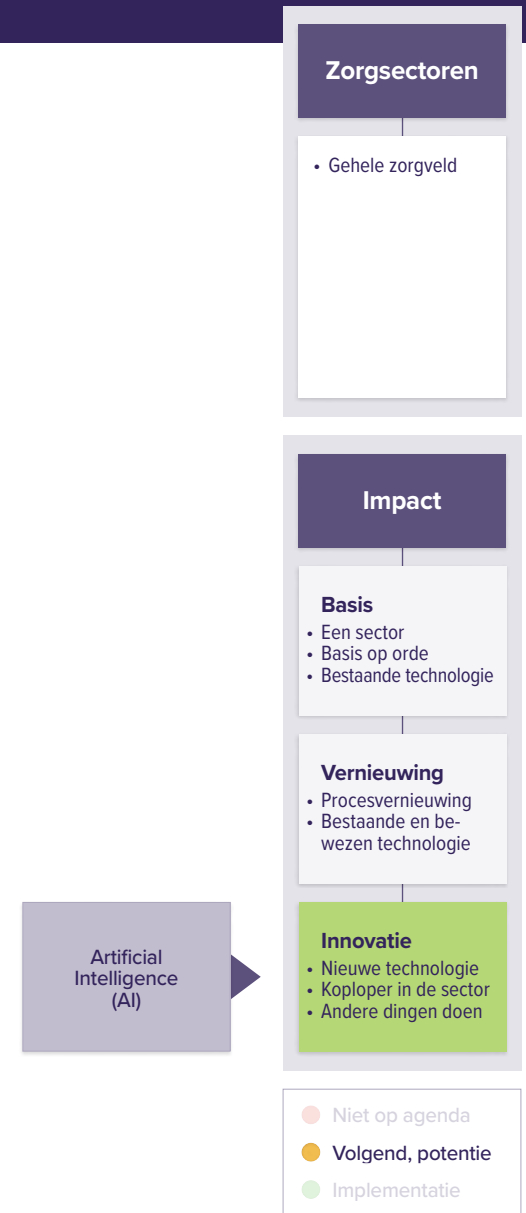 Zorgsectoren
• Gehele zorgveld
Impact
Basis
• Een sector
• Basis op orde
• Bestaande technologie
Vernieuwing
• Procesvernieuwing
• Bestaande en be-
wezen technologie
Artificial
Intelligence
(AI)
Innovatie
• Nieuwe technologie
• Koploper in de sector
• Andere dingen doen
Niet op agenda
Volgend, potentie
Implementatie